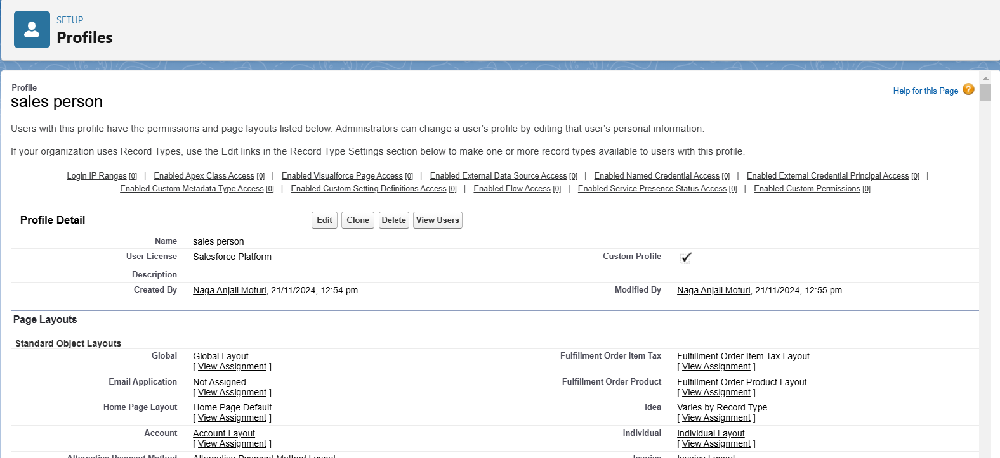 SETUP
Profiles
Profile
sales person
Help for this Page ?
Users with this profile have the permissions and page layouts listed below. Administrators can change a user's profile by editing that user's personal information.
If your organization uses Record Types, use the Edit links in the Record Type Settings section below to make one or more record types available to users with this profile.
Login IP Ranges [0] | Enabled Apex Class Access [0] | Enabled Visualforce Page Access [0] | Enabled External Data Source Access [0] | Enabled Named Credential Access [0] | Enabled External Credential Principal Access [0] |
Enabled Custom Metadata Type Access [0] | Enabled Custom Setting Definitions Access [0] | Enabled Flow Access [0] | Enabled Service Presence Status Access [0] | Enabled Custom Permissions [0]
Profile Detail Edit Clone Delete View Users
Name sales person
User License Salesforce Platform Custom Profile
Description
Created By Naga Anjali Moturi, 21/11/2024, 12:54 pm Modified By Naga Anjali Moturi, 21/11/2024, 12:55 pm
Page Layouts
Standard Object Layouts
Global Global Layout Fulfillment Order Item Tax Fulfillment Order Item Tax Layout
[ View Assignment ] [ View Assignment ]
Email Application Not Assigned Fulfillment Order Product Fulfillment Order Product Layout
[ View Assignment ] [ View Assignment ]
Home Page Layout Home Page Default Idea Varies by Record Type
[ View Assignment ] [ View Assignment ]
Account Account Layout Individual Individual Layout
[ View Assignment ] [ View Assignment ]
Alternative Payment Method Alternative Payment Method Layout Invoice Invoice Layout